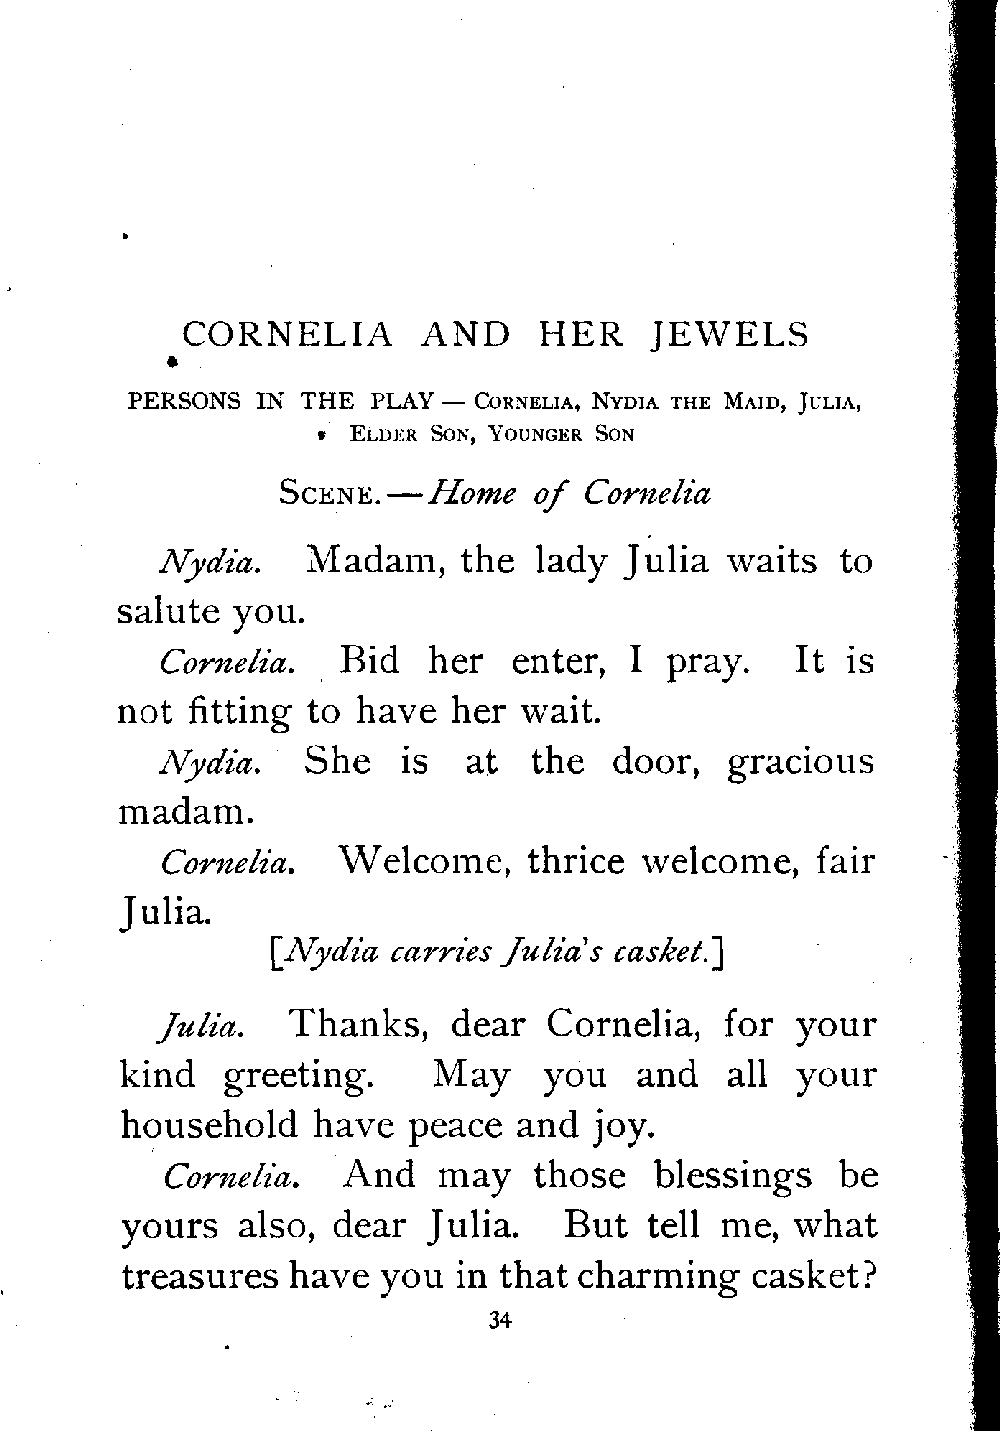 CORNELIA AND HER JEWELS
PERSONS IN THE PLAY — CORNELIA, NYDIA THE MAID, JULIA,
ELDER SON, YOUNGER SON
SCENE. — Home of Cornelia
Nydia. Madam, the lady Julia waits to
salute you.
Cornelia. Bid her enter, I pray. It is
not fitting to have her wait.
Nydia. She is at the door, gracious
madam.
Cornelia. Welcome, thrice welcome, fair
Julia.
[Nydia carries Julia's casket.]
Julia. Thanks, dear Cornelia, for your
kind greeting. May you and all your
household have peace and joy.
Cornelia. And may those blessings be
yours also, dear Julia. But tell me, what
treasures have you in that charming casket?
34